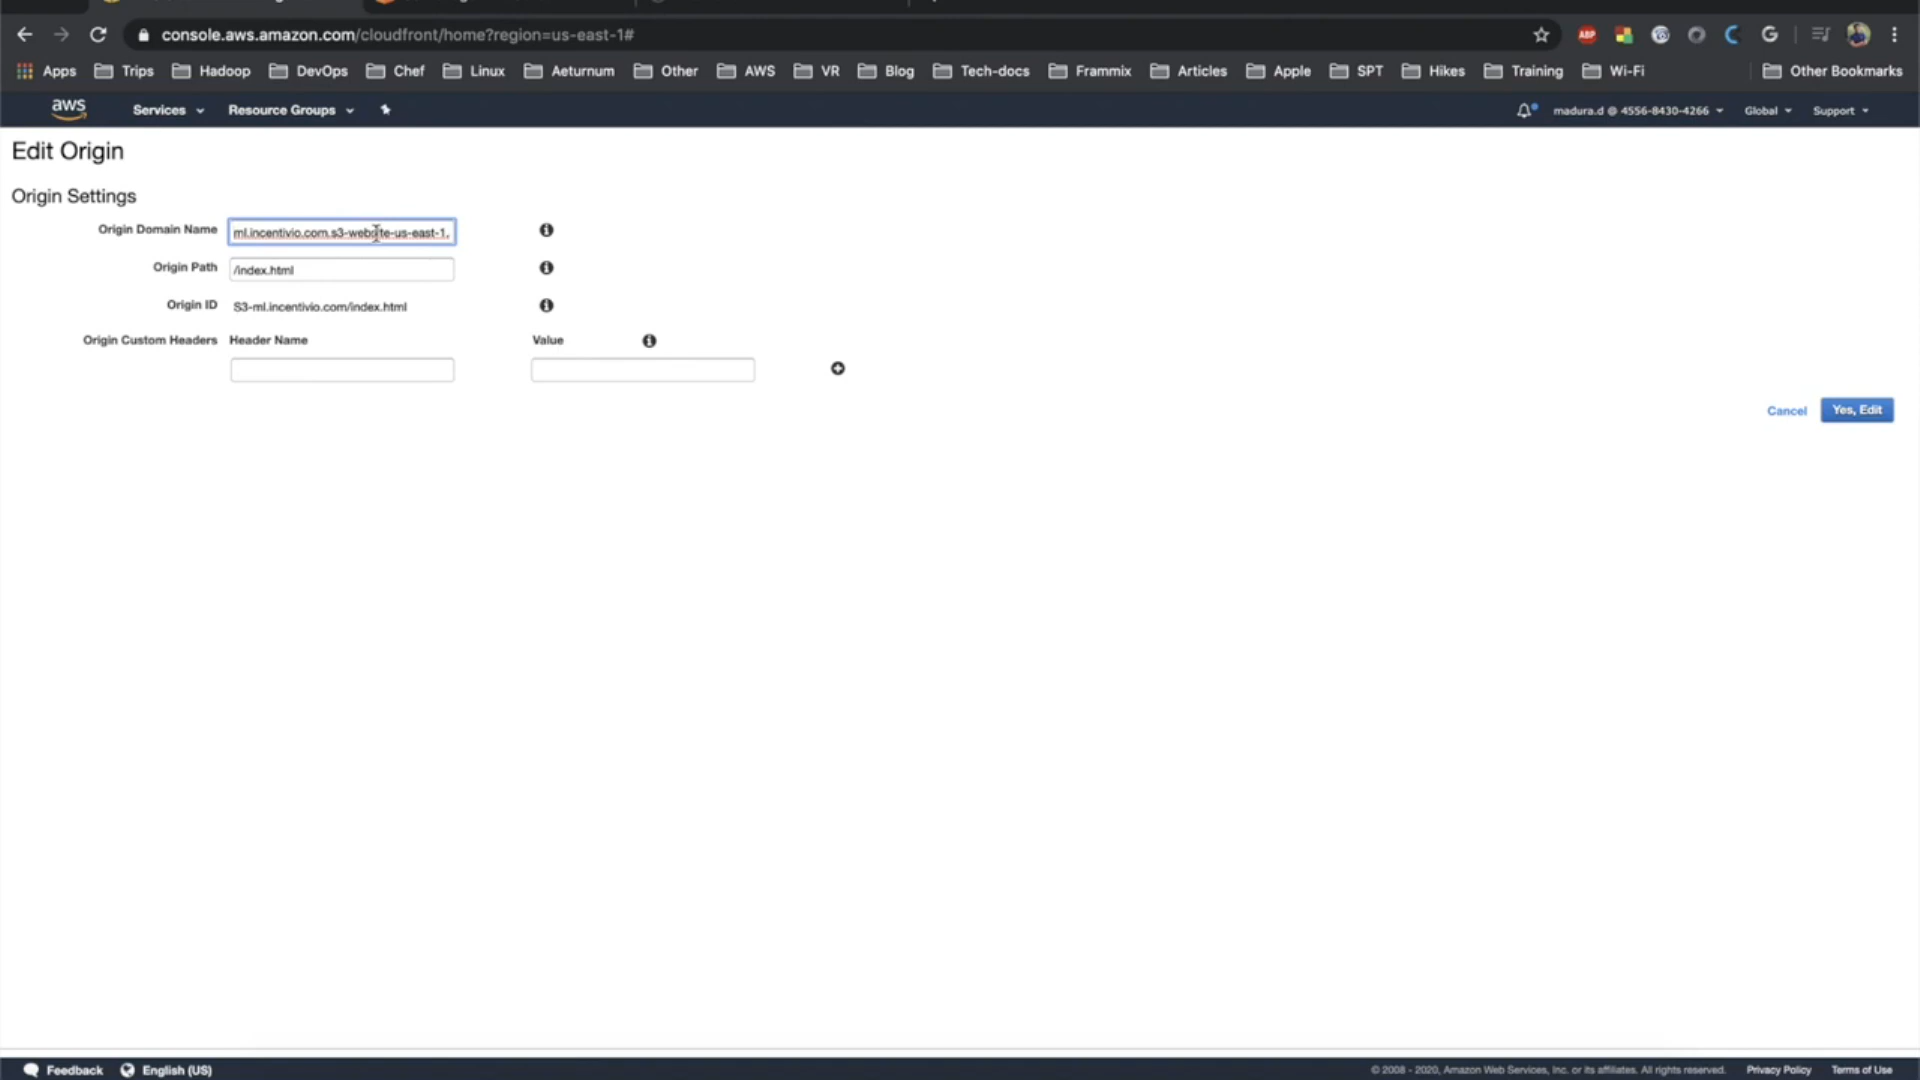 console.aws.amazon.com/cloudfront/home?region=us-east-1#
ABP
Apps Trips Hadoop DevOps Chef Linux Aeturnum Other AWS VR Blog Tech-docs Frammix Articles Apple SPT Hikes Training Wi-Fi Other Bookmarks
aws Services Resource Groups madura.d @ 4556-8430-4266 Global Support
Edit Origin
Origin Settings
Origin Domain Name ml.incentivio.com.s3-website-us-east-1.
Origin Path /index.html
Origin ID S3-ml.incentivio.com/index.html
Origin Custom Headers Header Name Value
Cancel Yes, Edit
Feedback English (US) © 2008 - 2020, Amazon Web Services, Inc. or its affiliates. All rights reserved. Privacy Policy Terms of Use